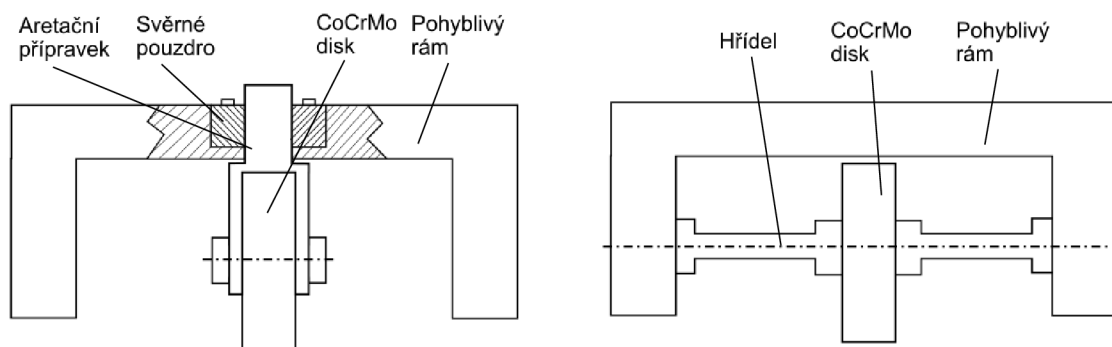 Aretační
přípravek
Svěrné
pouzdro
CoCrMo
disk
Pohyblivý
rám
Hřídel
CoCrMo
disk
Pohyblivý
rám